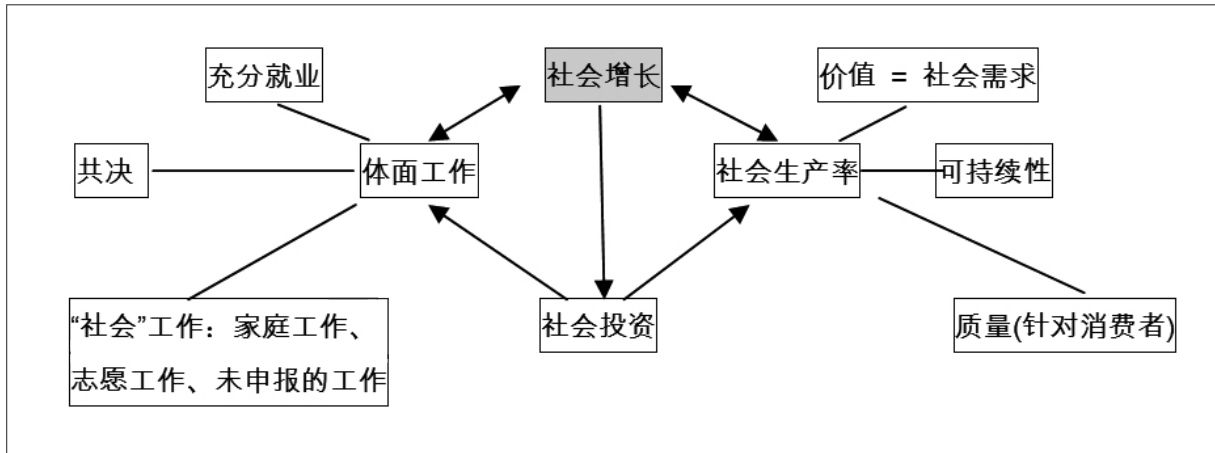 充分就业
社会增长
价值 = 社会需求
共决
体面工作
社会生产率
可持续性
“社会”工作：家庭工作、
志愿工作、未申报的工作
社会投资
质量(针对消费者)